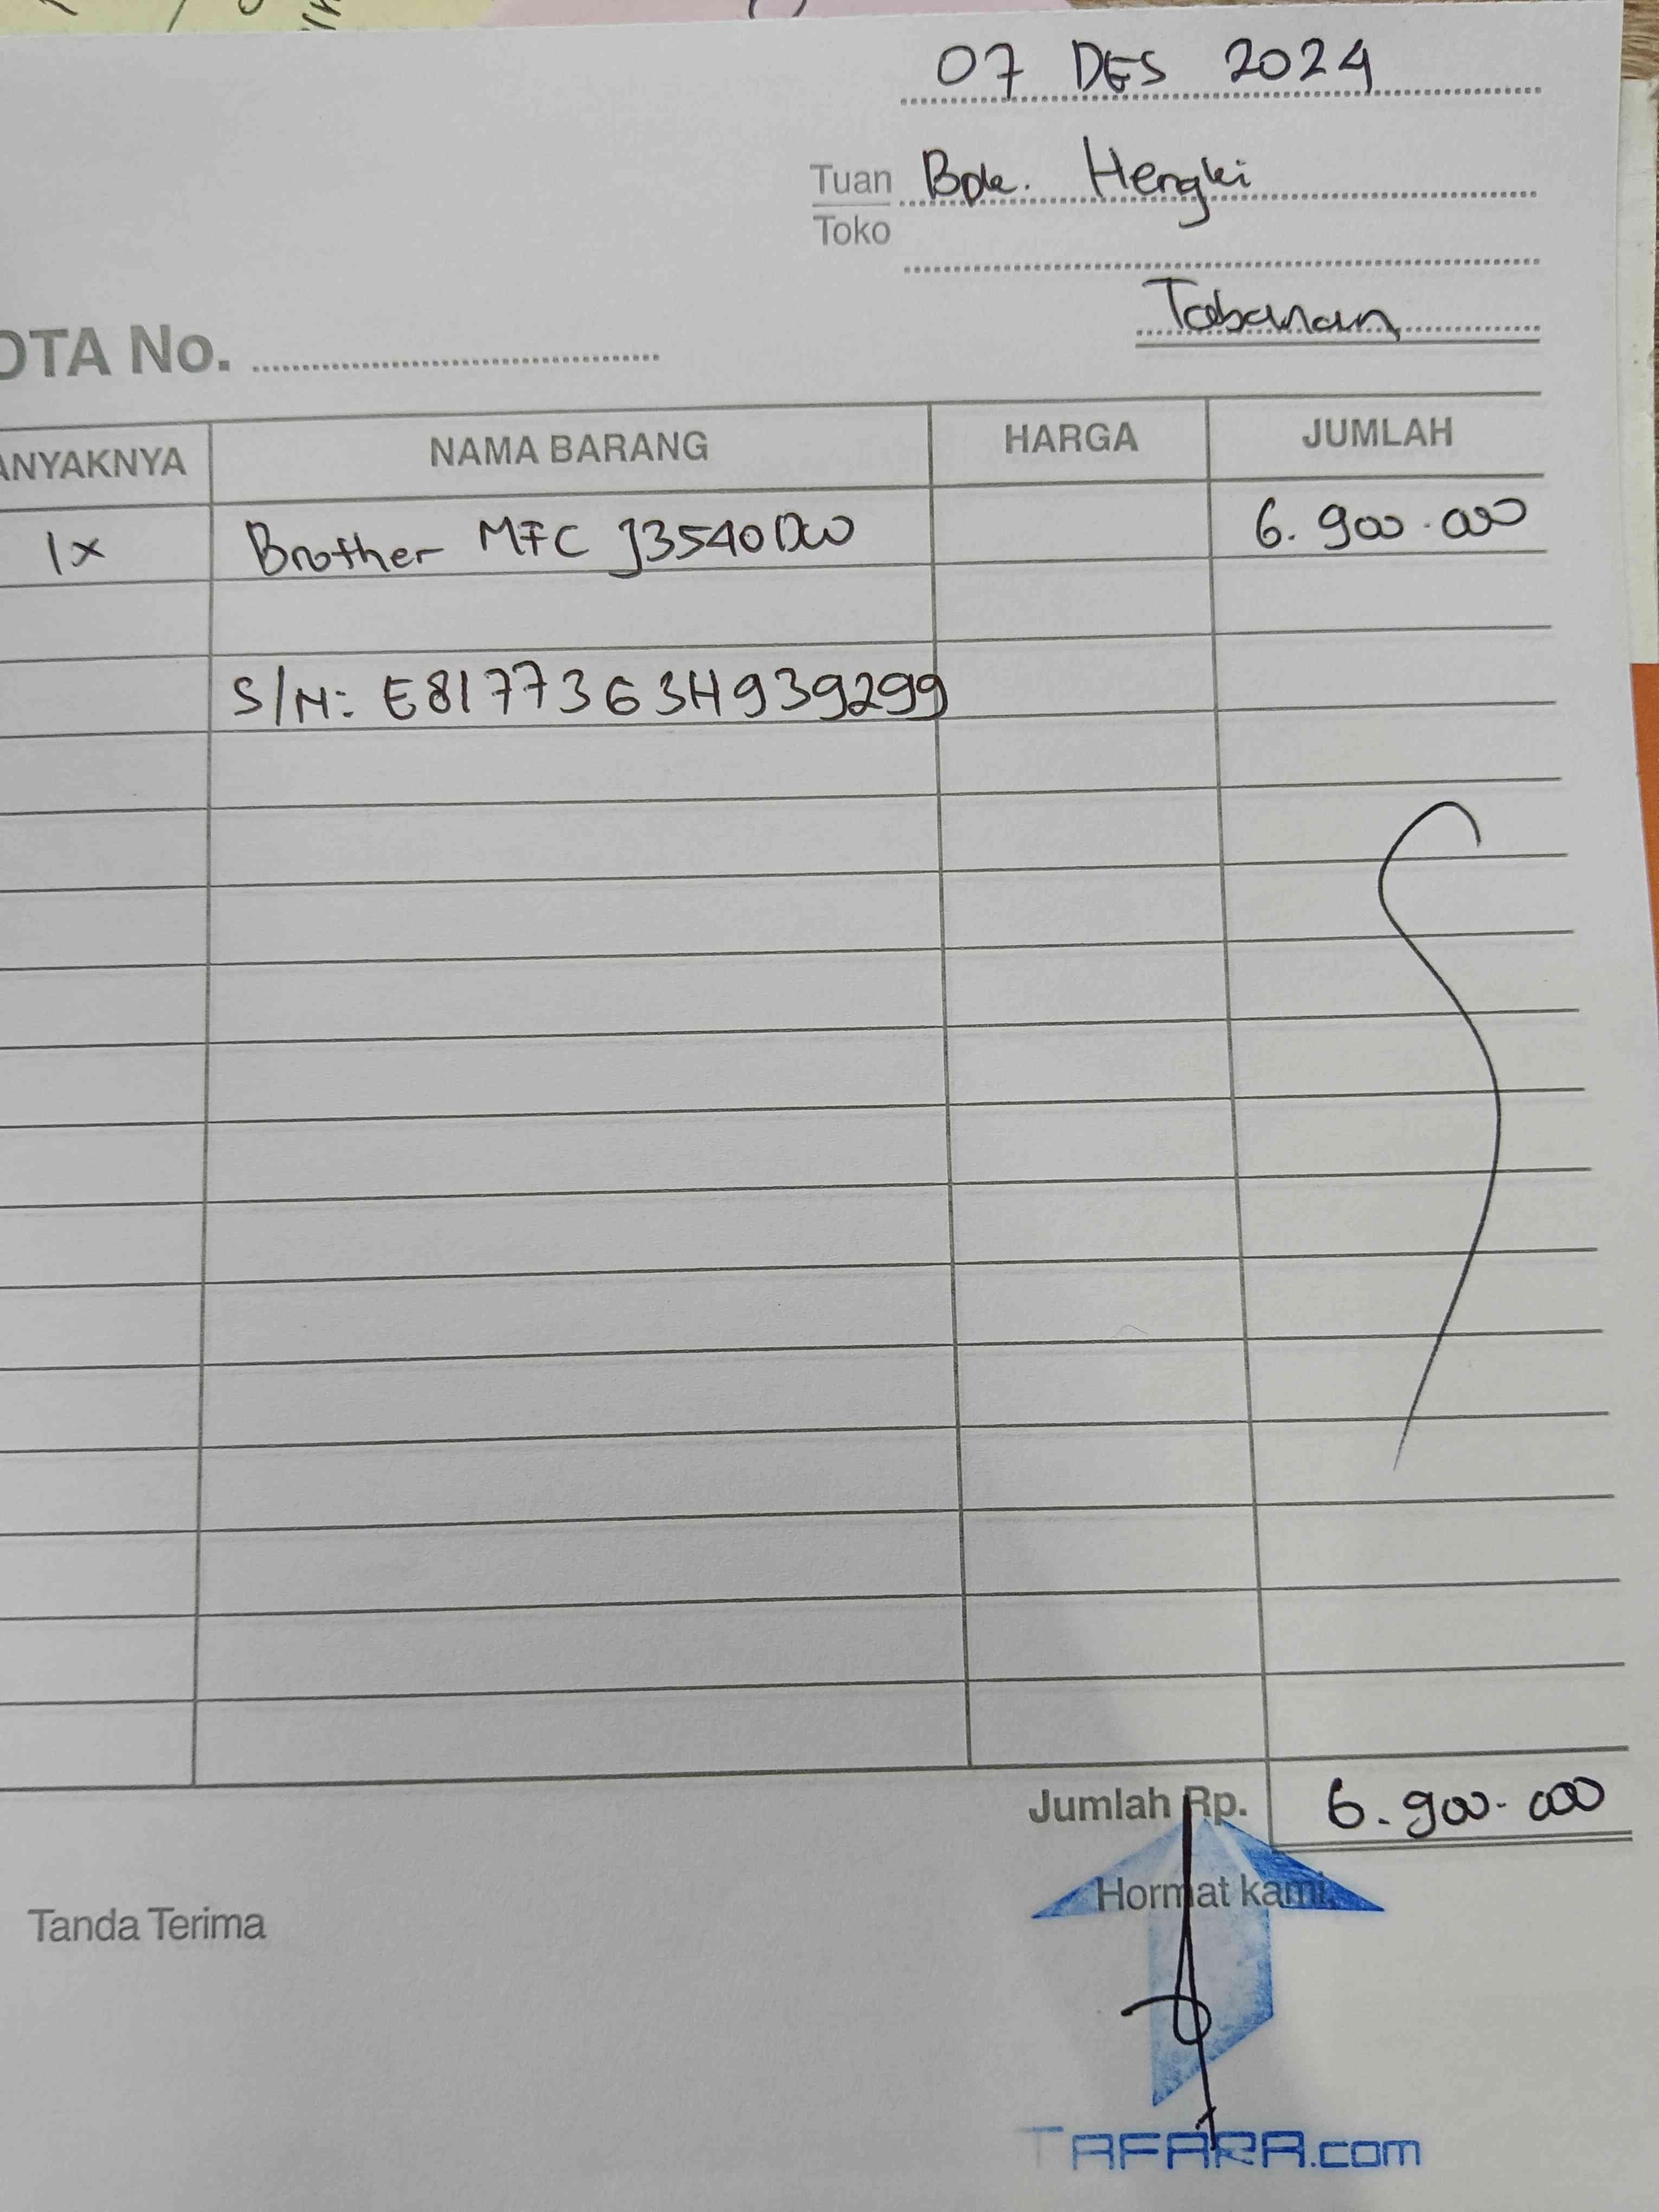 07 DES 2024
Tuan Bpk. Hengki
Toko
Tabanan
OTA No.
ANYAKNYA NAMA BARANG HARGA JUMLAH
1x Brother MFC J3540DW 6.900.000
S/N: E81773G3H939299
Jumlah Rp. 6.900.000
Tanda Terima
Hormat kami,
TAFARA.com